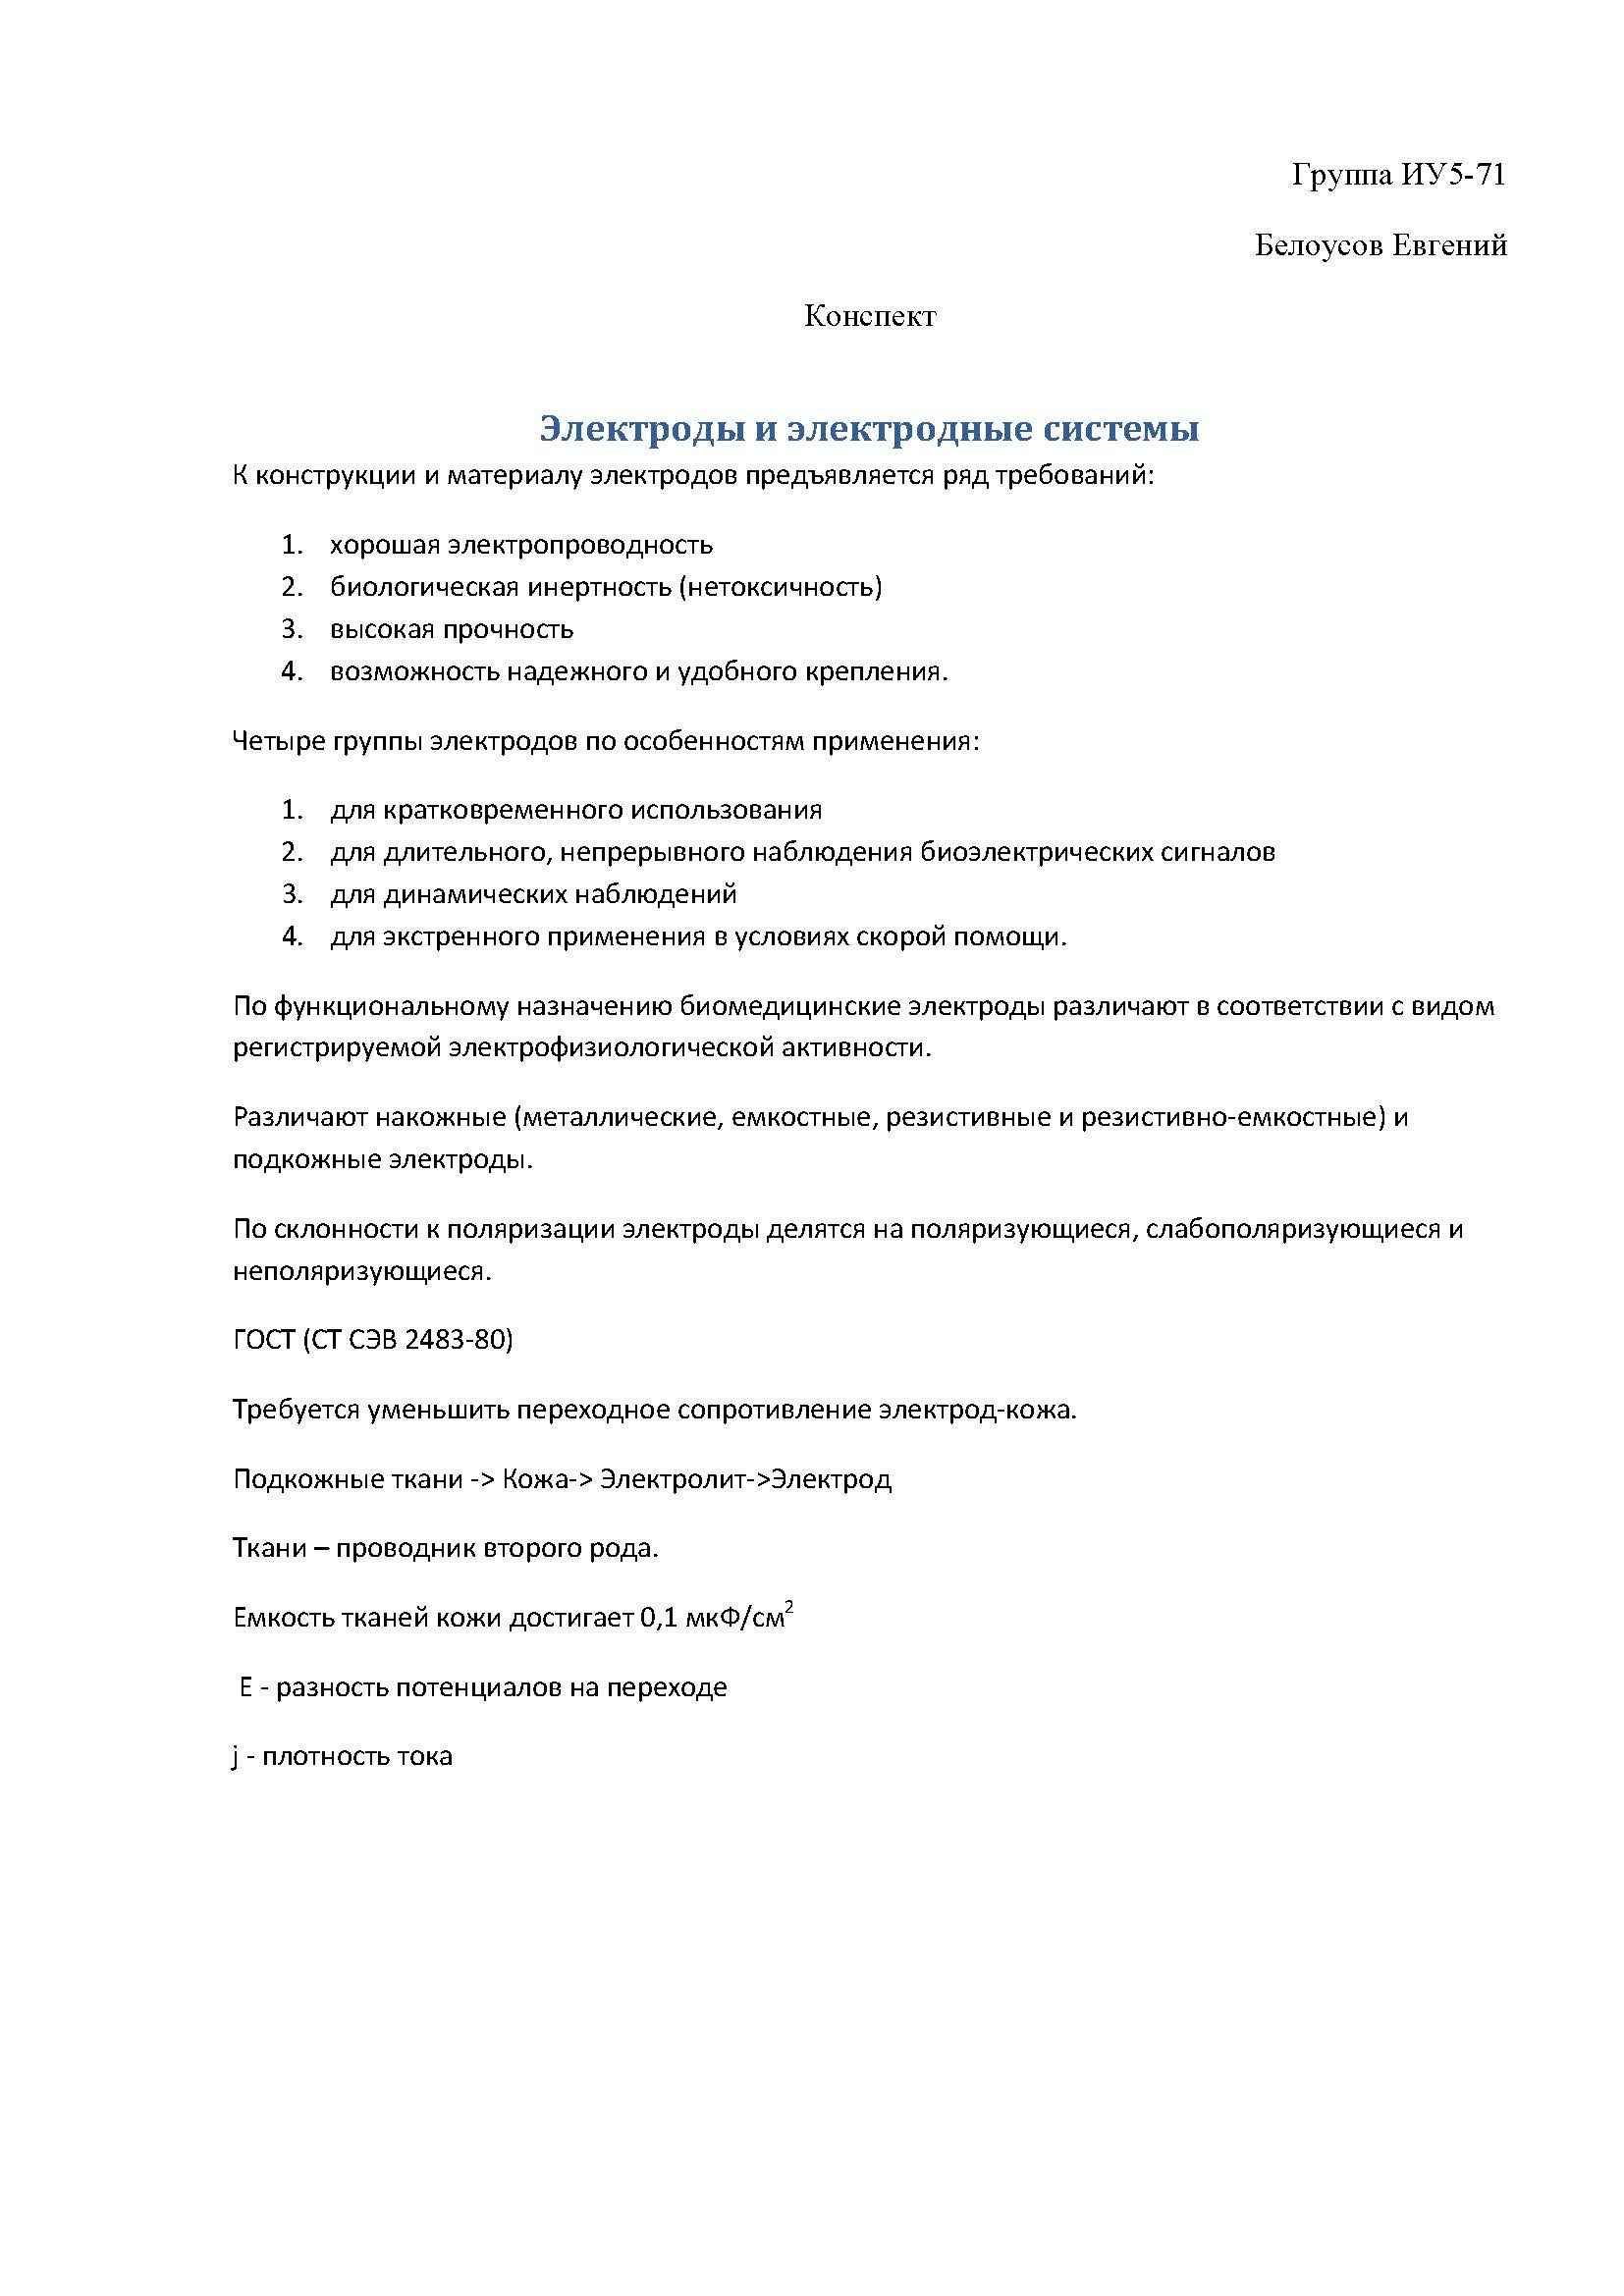 Группа ИУ5-71
Белоусов Евгений
Конспект
Электроды и электродные системы
К конструкции и материалу электродов предъявляется ряд требований:
1. хорошая электропроводность
2. биологическая инертность (нетоксичность)
3. высокая прочность
4. возможность надежного и удобного крепления.
Четыре группы электродов по особенностям применения:
1. для кратковременного использования
2. для длительного, непрерывного наблюдения биоэлектрических сигналов
3. для динамических наблюдений
4. для экстренного применения в условиях скорой помощи.
По функциональному назначению биомедицинские электроды различают в соответствии с видом
регистрируемой электрофизиологической активности.
Различают накожные (металлические, емкостные, резистивные и резистивно-емкостные) и
подкожные электроды.
По склонности к поляризации электроды делятся на поляризующиеся, слабополяризующиеся и
неполяризующиеся.
ГОСТ (СТ СЭВ 2483-80)
Требуется уменьшить переходное сопротивление электрод-кожа.
Подкожные ткани -> Кожа-> Электролит->Электрод
Ткани – проводник второго рода.
Емкость тканей кожи достигает 0,1 мкФ/см²
E - разность потенциалов на переходе
j - плотность тока